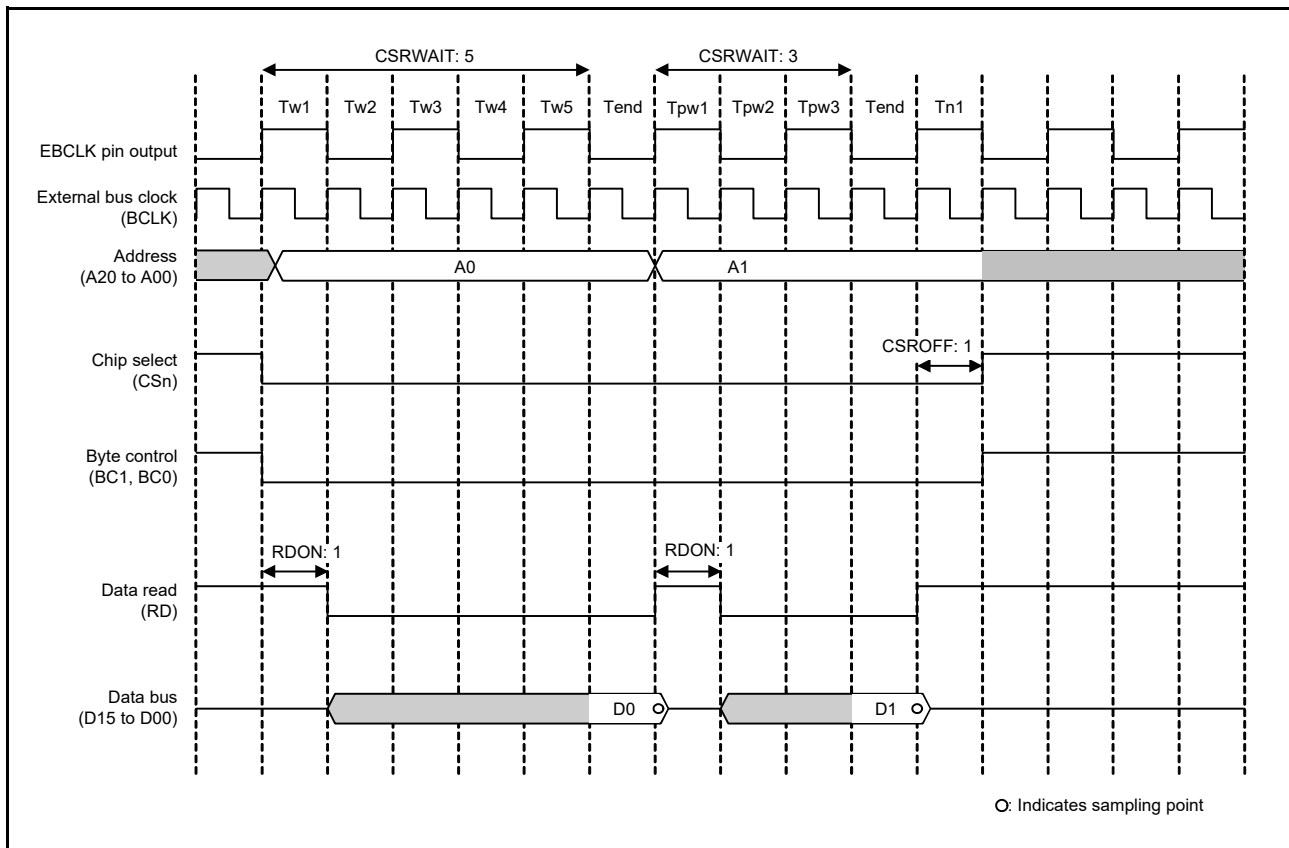 CSRWAIT: 5
CSRWAIT: 3
Tw1 Tw2 Tw3 Tw4 Tw5 Tend Tpw1 Tpw2 Tpw3 Tend Tn1
EBCLK pin output
External bus clock
(BCLK)
Address
(A20 to A00)
A0
A1
Chip select
(CSn)
CSROFF: 1
Byte control
(BC1, BC0)
RDON: 1
RDON: 1
Data read
(RD)
Data bus
(D15 to D00)
D0
D1
: Indicates sampling point